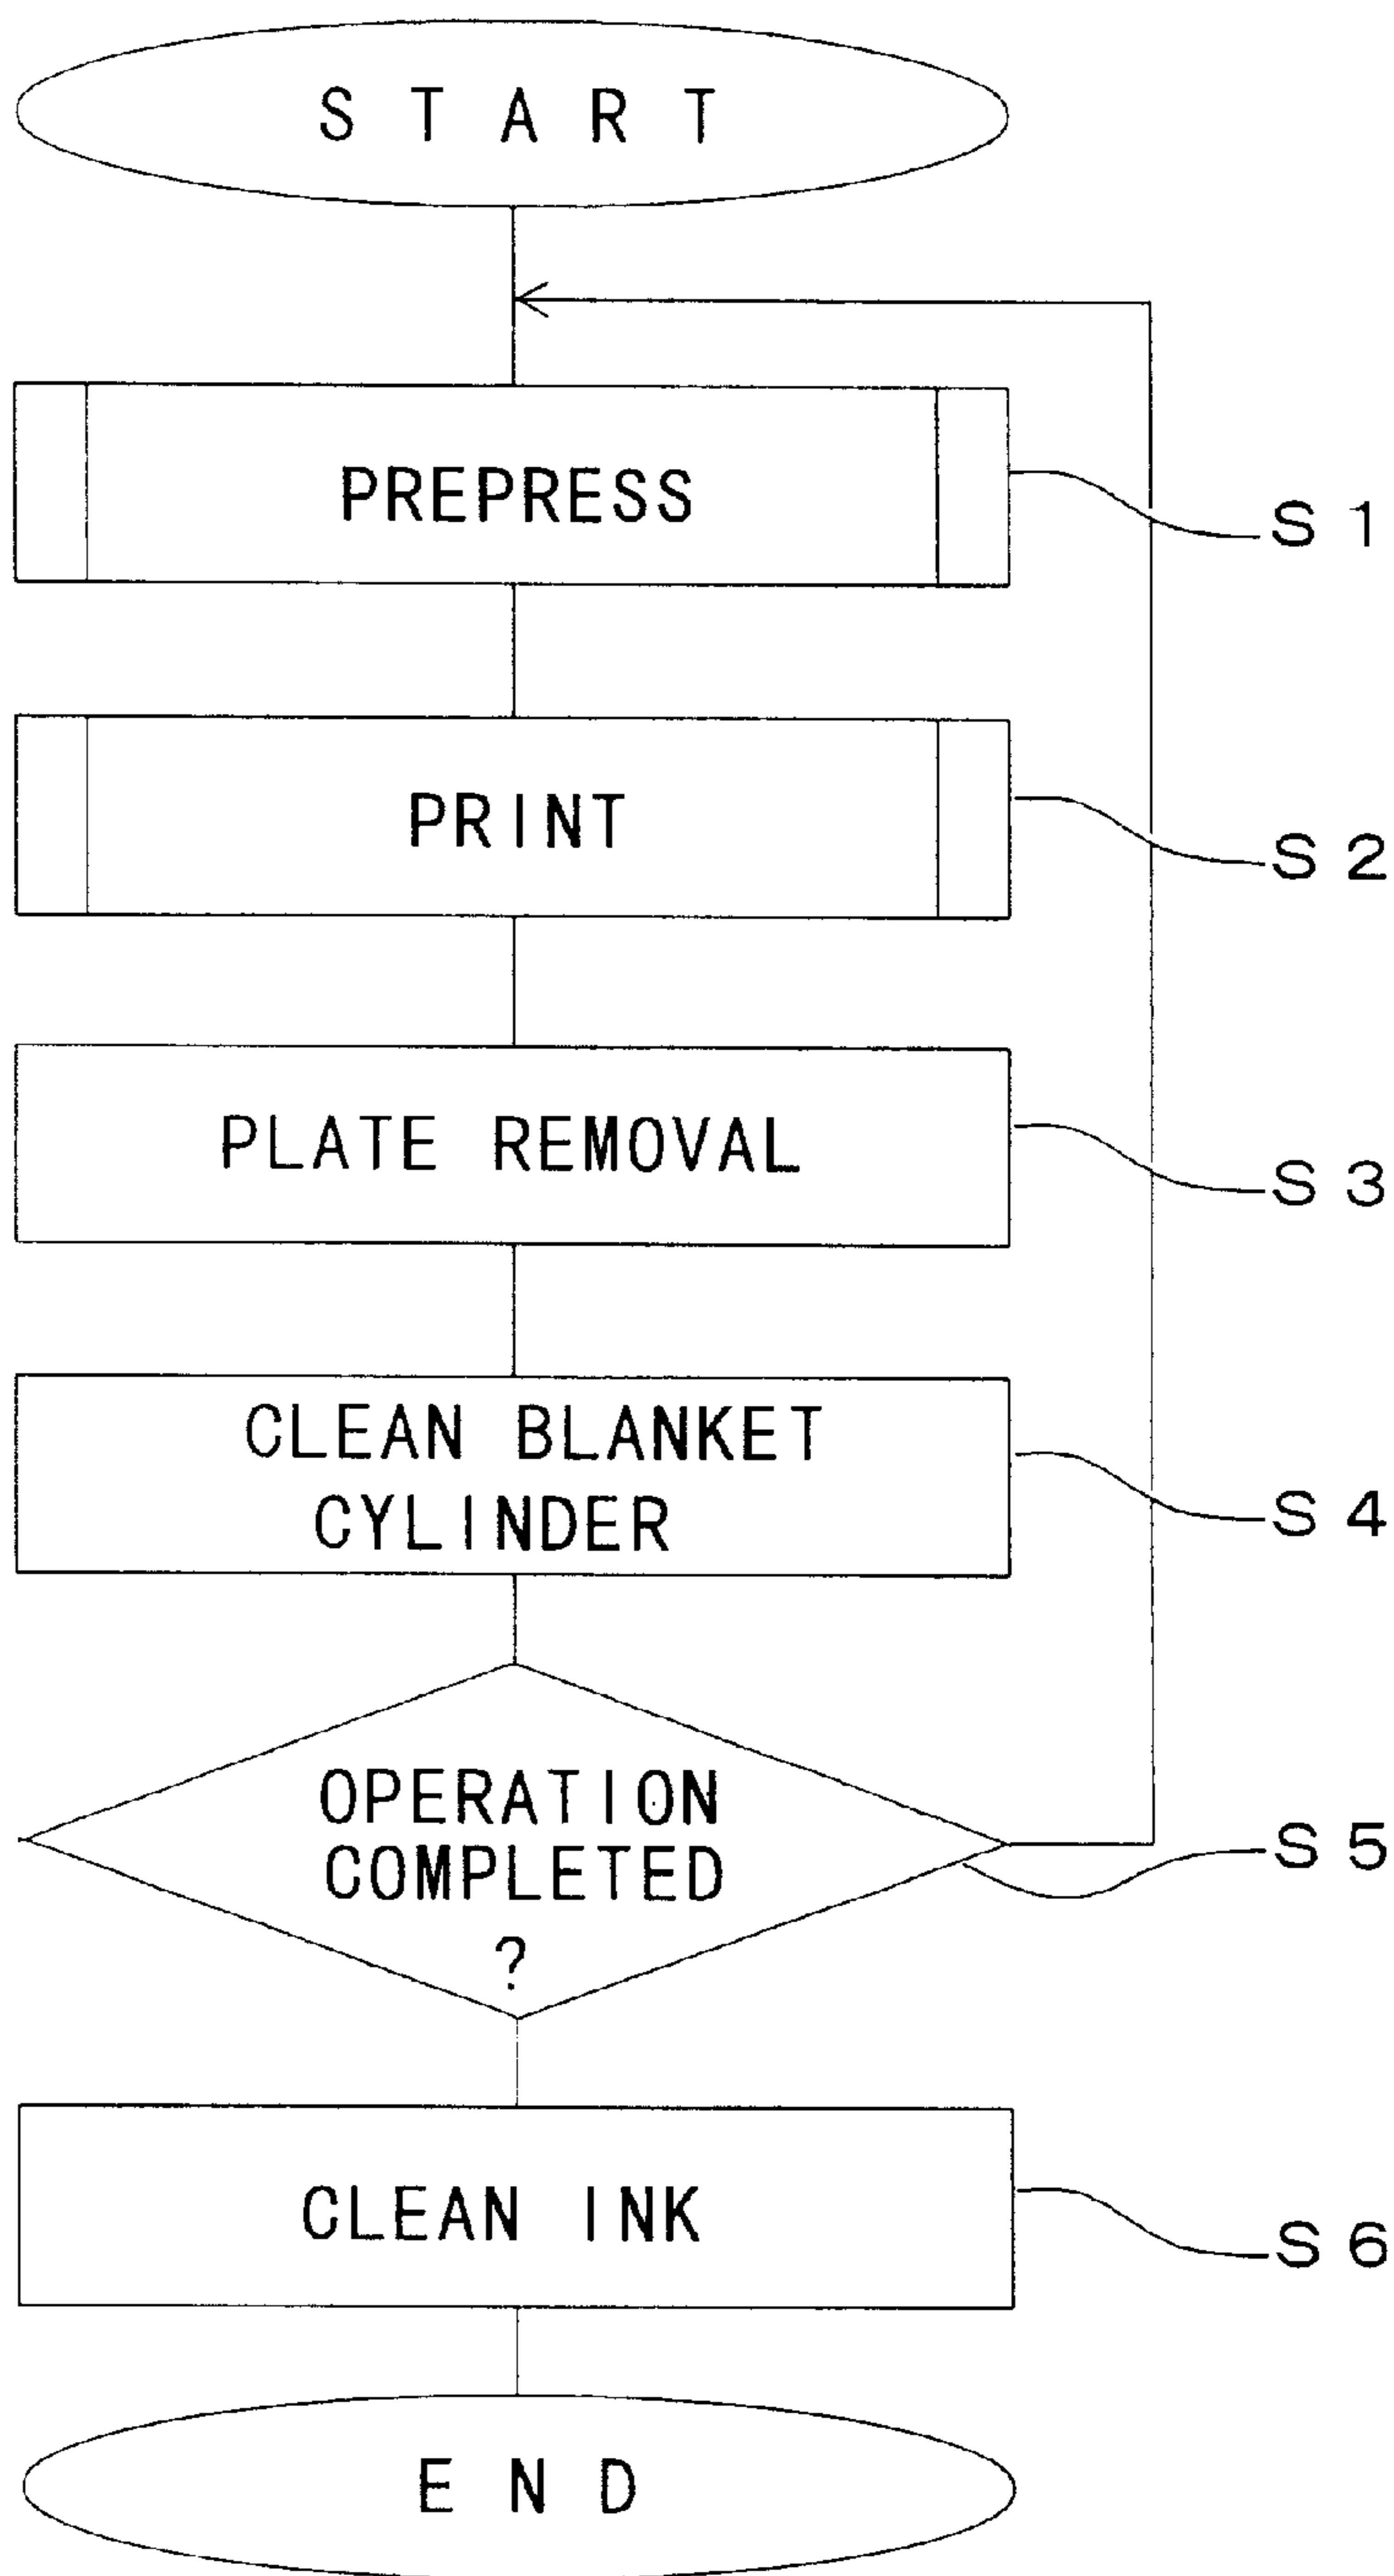 START
PREPRESS
S1
PRINT
S2
PLATE REMOVAL
S3
CLEAN BLANKET
CYLINDER
S4
OPERATION
COMPLETED
?
S5
CLEAN INK
S6
END